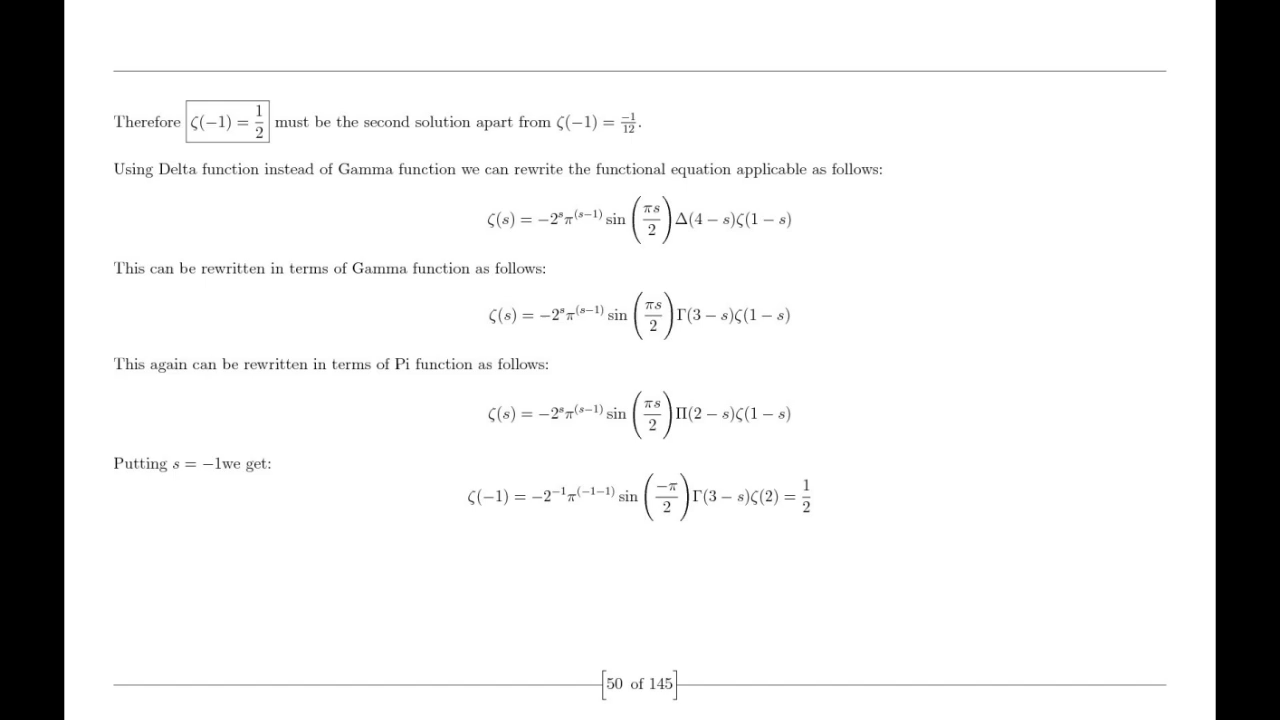 Therefore ζ(−1) = 1/2 must be the second solution apart from ζ(−1) = −1/12.
Using Delta function instead of Gamma function we can rewrite the functional equation applicable as follows:
ζ(s) = −2^s π^(s−1) sin(πs/2) Δ(4 − s)ζ(1 − s)
This can be rewritten in terms of Gamma function as follows:
ζ(s) = −2^s π^(s−1) sin(πs/2) Γ(3 − s)ζ(1 − s)
This again can be rewritten in terms of Pi function as follows:
ζ(s) = −2^s π^(s−1) sin(πs/2) Π(2 − s)ζ(1 − s)
Putting s = −1we get:
ζ(−1) = −2^−1 π^(−1−1) sin(−π/2) Γ(3 − s)ζ(2) = 1/2
[50 of 145]